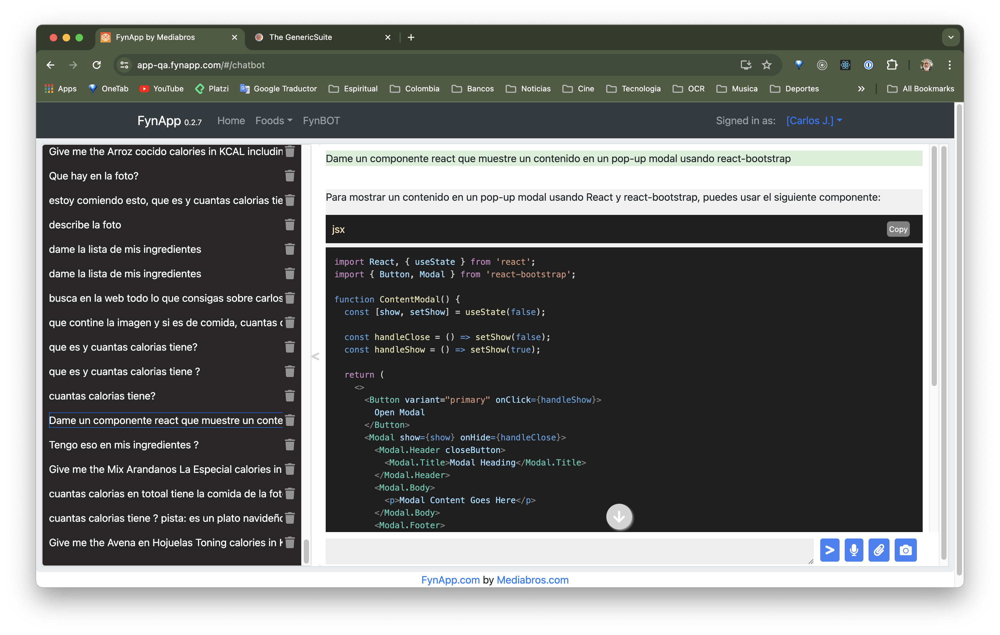 FynApp by Mediabros
The GenericSuite
app-qa.fynapp.com/#/chatbot
Apps OneTab YouTube Platzi Google Traductor Espiritual Colombia Bancos Noticias Cine Tecnologia OCR Musica Deportes All Bookmarks
FynApp 0.2.7 Home Foods FynBOT Signed in as: [Carlos J.]
Give me the Arroz cocido calories in KCAL includin
Que hay en la foto?
estoy comiendo esto, que es y cuantas calorias tie
describe la foto
dame la lista de mis ingredientes
dame la lista de mis ingredientes
busca en la web todo lo que consigas sobre carlos
que contine la imagen y si es de comida, cuantas c
que es y cuantas calorias tiene?
que es y cuantas calorias tiene ?
cuantas calorias tiene?
Dame un componente react que muestre un conte
Tengo eso en mis ingredientes ?
Give me the Mix Arandanos La Especial calories in
cuantas calorias en totoal tiene la comida de la fot
cuantas calorias tiene ? pista: es un plato navideño
Give me the Avena en Hojuelas Toning calories in K
<
Dame un componente react que muestre un contenido en un pop-up modal usando react-bootstrap
Para mostrar un contenido en un pop-up modal usando React y react-bootstrap, puedes usar el siguiente componente:
jsx
Copy
import React, { useState } from 'react';
import { Button, Modal } from 'react-bootstrap';
function ContentModal() {
const [show, setShow] = useState(false);
const handleClose = () => setShow(false);
const handleShow = () => setShow(true);
return (
<>
<Button variant="primary" onClick={handleShow}>
Open Modal
</Button>
<Modal show={show} onHide={handleClose}>
<Modal.Header closeButton>
<Modal.Title>Modal Heading</Modal.Title>
</Modal.Header>
<Modal.Body>
<p>Modal Content Goes Here</p>
</Modal.Body>
<Modal.Footer>
FynApp.com by Mediabros.com